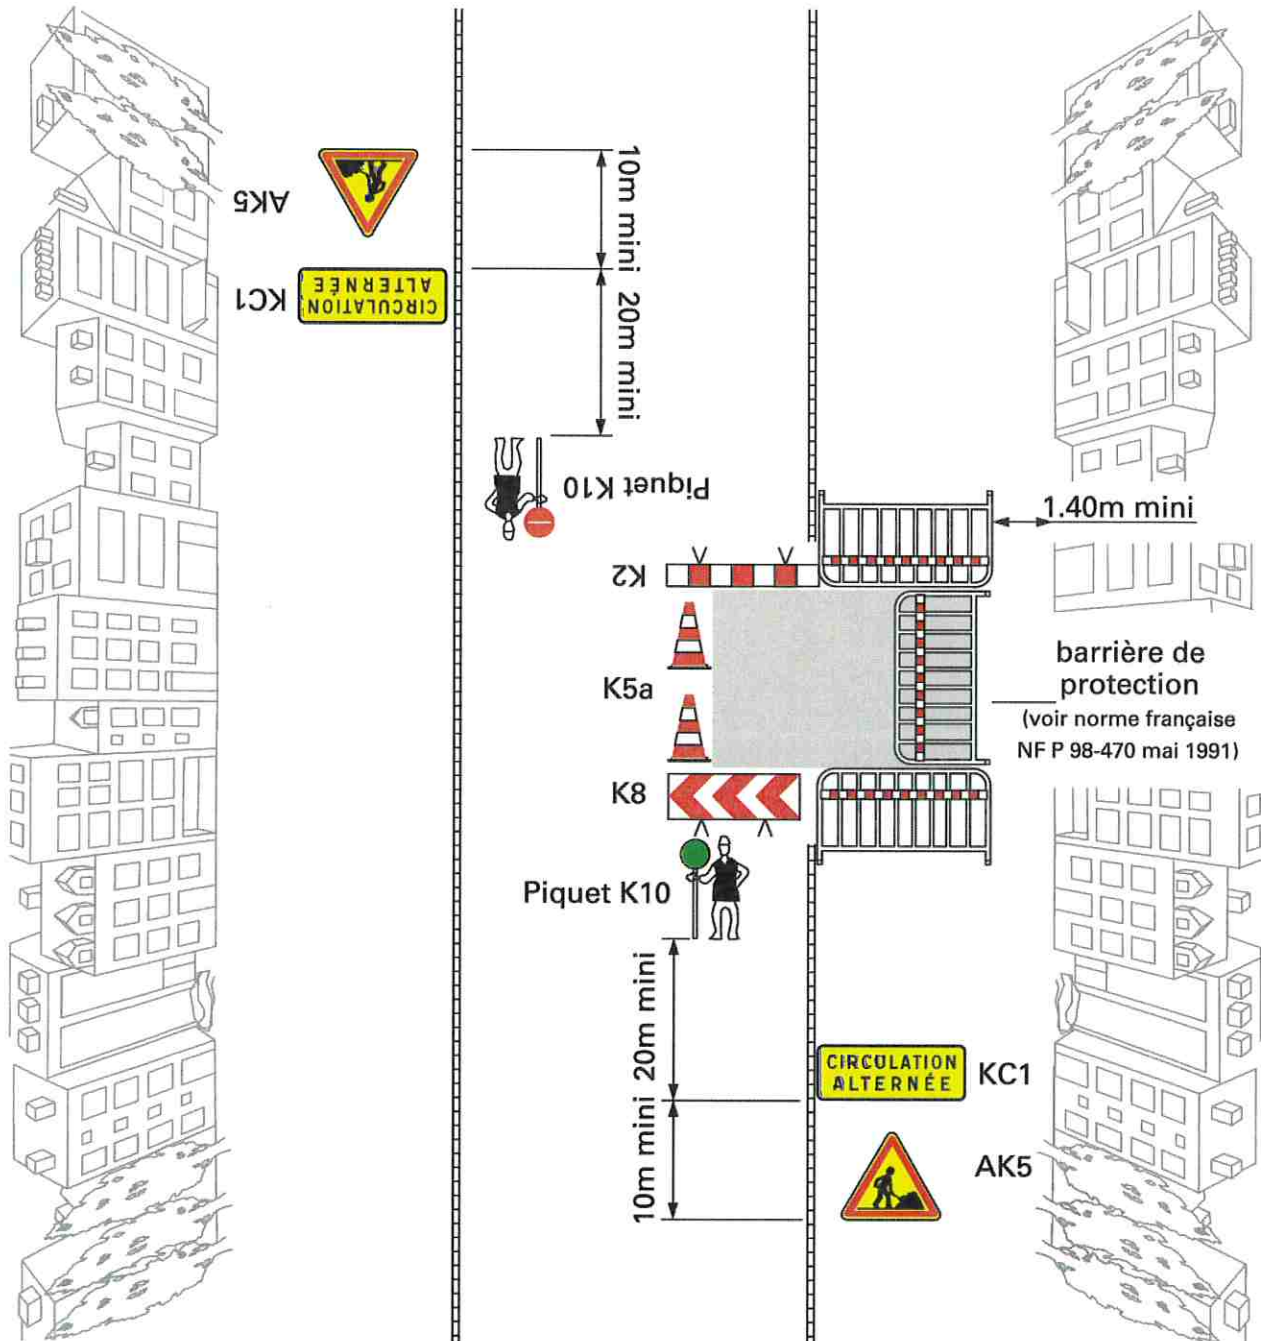 AK5
10m mini
KC1
CIRCULATION
ALTERNÉE
20m mini
Piquet K10
1.40m mini
K2
K5a
barrière de
protection
(voir norme française
NF P 98-470 mai 1991)
K8
Piquet K10
20m mini
CIRCULATION
ALTERNÉE
KC1
10m mini
AK5